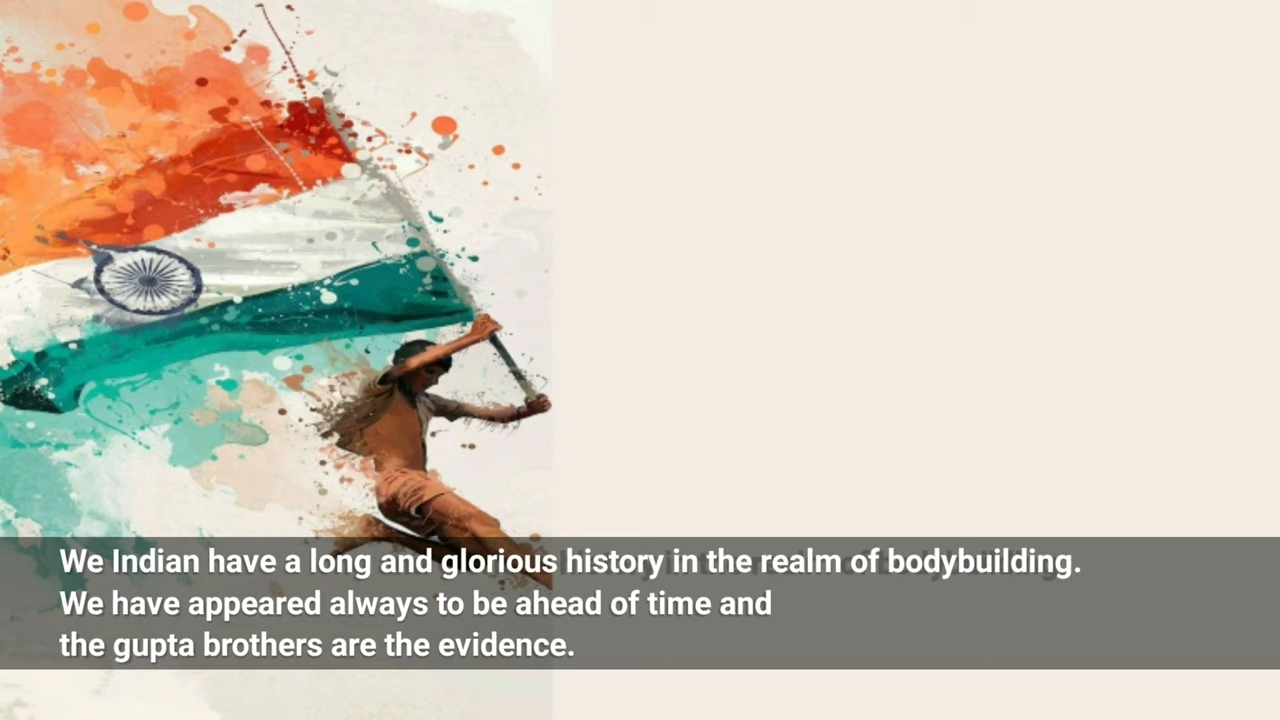 We Indian have a long and glorious history in the realm of bodybuilding.
We have appeared always to be ahead of time and
the gupta brothers are the evidence.